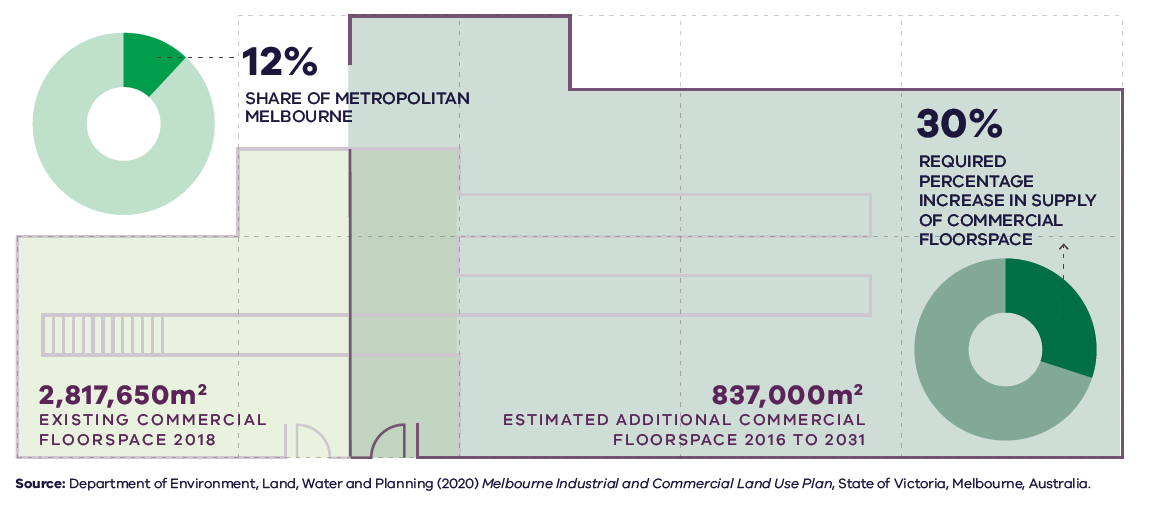 12%
SHARE OF METROPOLITAN
MELBOURNE
30%
REQUIRED
PERCENTAGE
INCREASE IN SUPPLY
OF COMMERCIAL
FLOORSPACE
2,817,650m²
EXISTING COMMERCIAL
FLOORSPACE 2018
837,000m²
ESTIMATED ADDITIONAL COMMERCIAL
FLOORSPACE 2016 TO 2031
Source: Department of Environment, Land, Water and Planning (2020) Melbourne Industrial and Commercial Land Use Plan, State of Victoria, Melbourne, Australia.